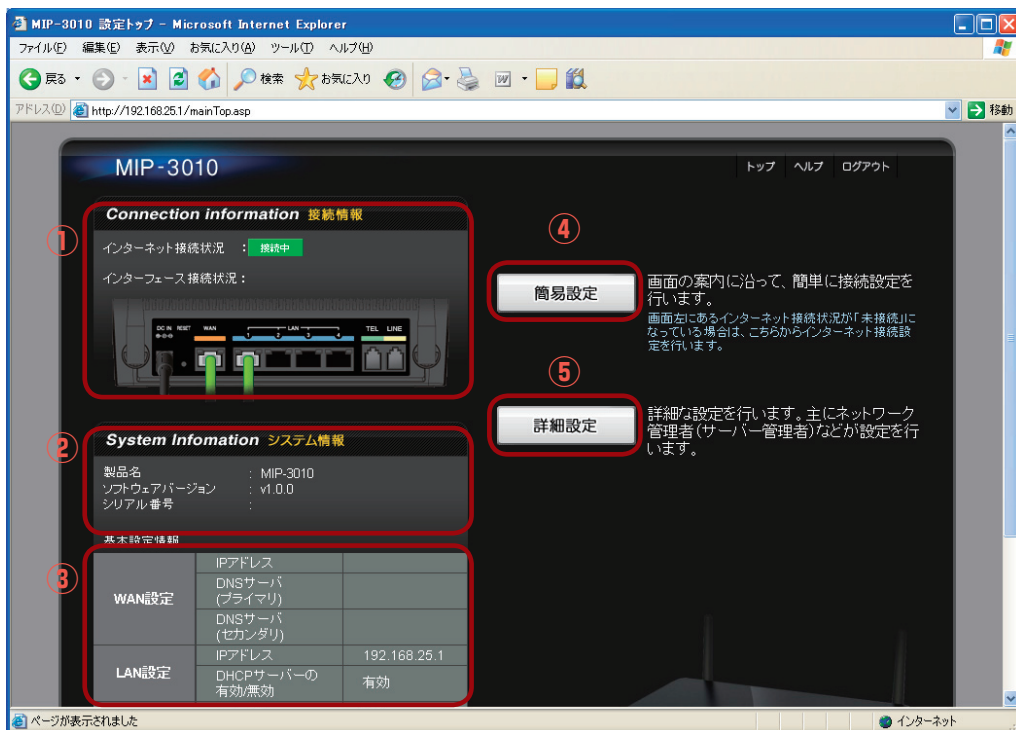 MIP-3010 設定トップ - Microsoft Internet Explorer
ファイル(F) 編集(E) 表示(V) お気に入り(A) ツール(T) ヘルプ(H)
戻る 検索 お気に入り
アドレス(D) http://192.168.25.1/mainTop.asp 移動
MIP-3010
トップ ヘルプ ログアウト
①
Connection information 接続情報
インターネット接続状況 : 接続中
インターフェース接続状況 :
DC IN RESET WAN LAN TEL LINE
1 2 3 4
②
System Infomation システム情報
製品名 : MIP-3010
ソフトウェアバージョン : v1.0.0
シリアル番号 :
基本設定情報
③
WAN設定
IPアドレス
DNSサーバ
(プライマリ)
DNSサーバ
(セカンダリ)
LAN設定
IPアドレス 192.168.25.1
DHCPサーバーの
有効/無効 有効
④
簡易設定
画面の案内に沿って、簡単に接続設定を
行います。
画面左にあるインターネット接続状況が「未接続」に
なっている場合は、こちらからインターネット接続設
定を行います。
⑤
詳細設定
詳細な設定を行います。主にネットワーク
管理者(サーバー管理者)などが設定を行
います。
ページが表示されました インターネット